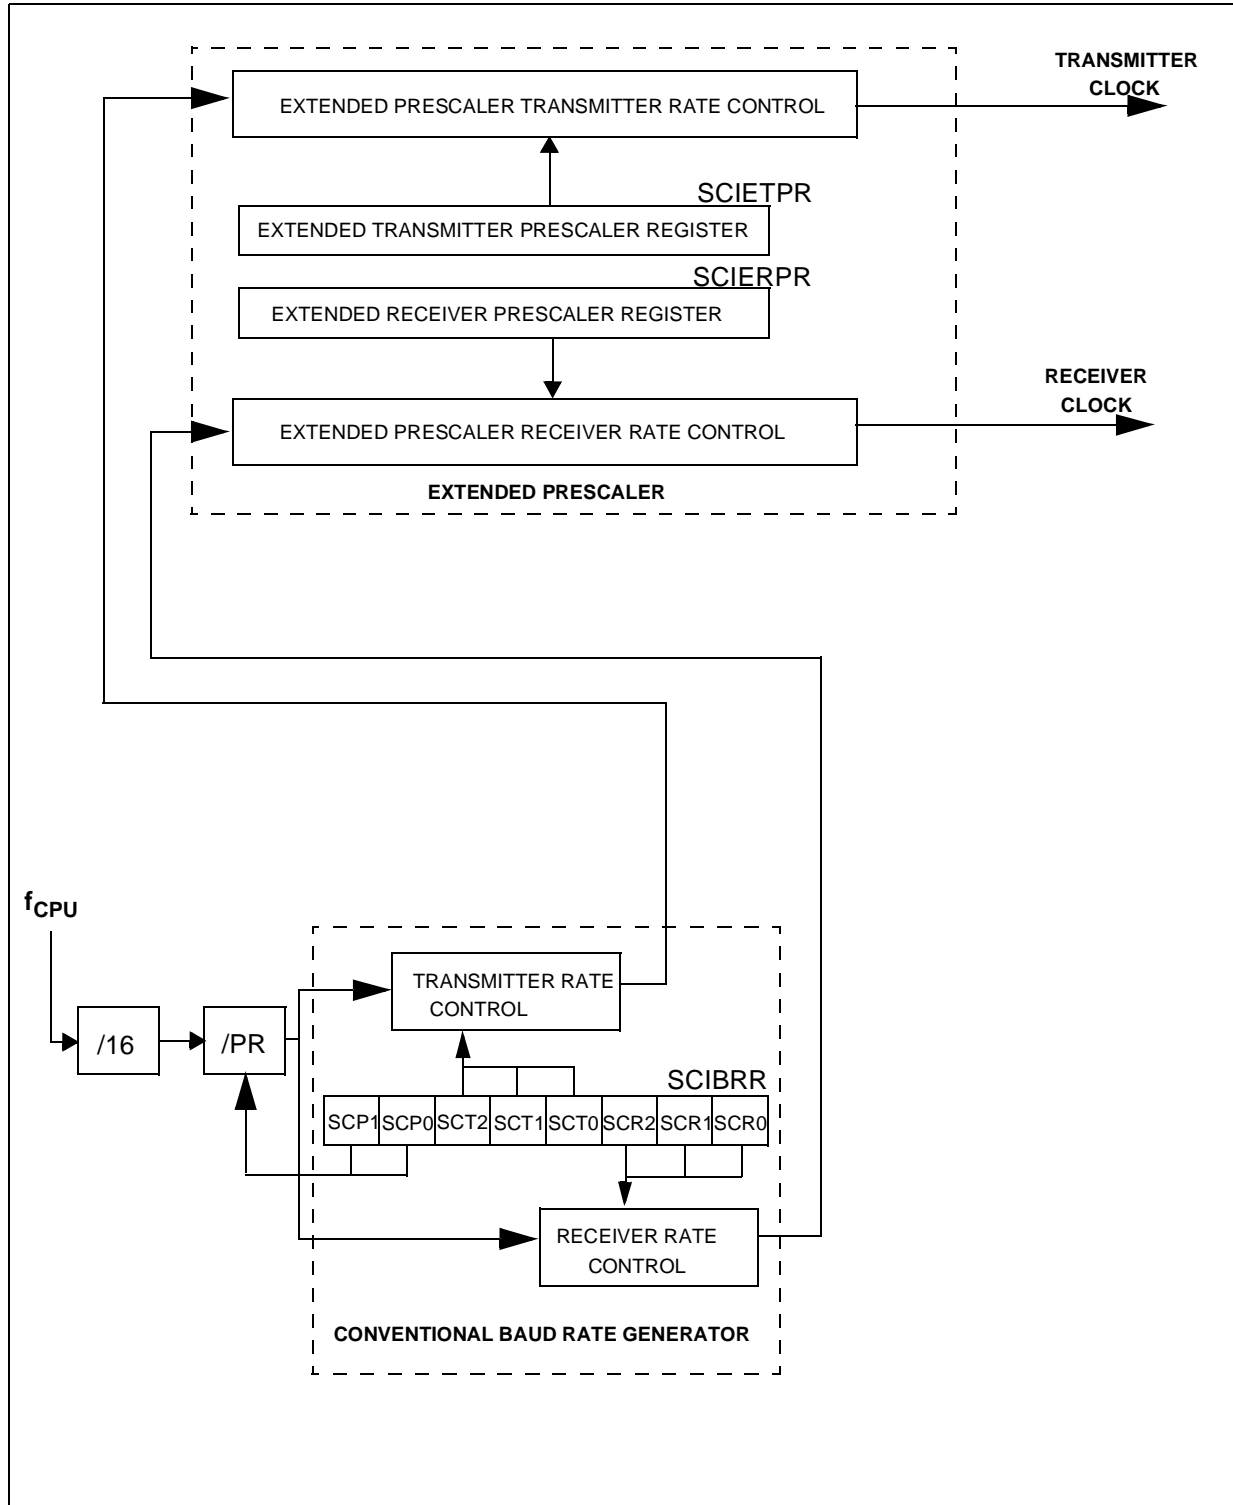 TRANSMITTER
CLOCK
EXTENDED PRESCALER TRANSMITTER RATE CONTROL
SCIETPR
EXTENDED TRANSMITTER PRESCALER REGISTER
SCIERPR
EXTENDED RECEIVER PRESCALER REGISTER
RECEIVER
CLOCK
EXTENDED PRESCALER RECEIVER RATE CONTROL
EXTENDED PRESCALER
fCPU
TRANSMITTER RATE
CONTROL
/16
/PR
SCIBRR
SCP1 SCP0 SCT2 SCT1 SCT0 SCR2 SCR1 SCR0
RECEIVER RATE
CONTROL
CONVENTIONAL BAUD RATE GENERATOR